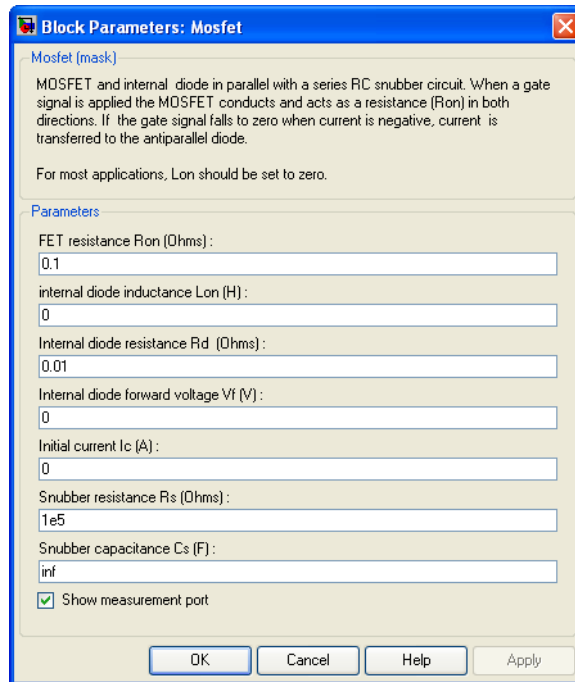 Block Parameters: Mosfet
Mosfet (mask)
MOSFET and internal diode in parallel with a series RC snubber circuit. When a gate
signal is applied the MOSFET conducts and acts as a resistance (Ron) in both
directions. If the gate signal falls to zero when current is negative, current is
transferred to the antiparallel diode.
For most applications, Lon should be set to zero.
Parameters
FET resistance Ron (Ohms) :
0.1
internal diode inductance Lon (H) :
0
Internal diode resistance Rd (Ohms) :
0.01
Internal diode forward voltage Vf (V) :
0
Initial current Ic (A) :
0
Snubber resistance Rs (Ohms) :
1e5
Snubber capacitance Cs (F) :
inf
Show measurement port
OK Cancel Help Apply